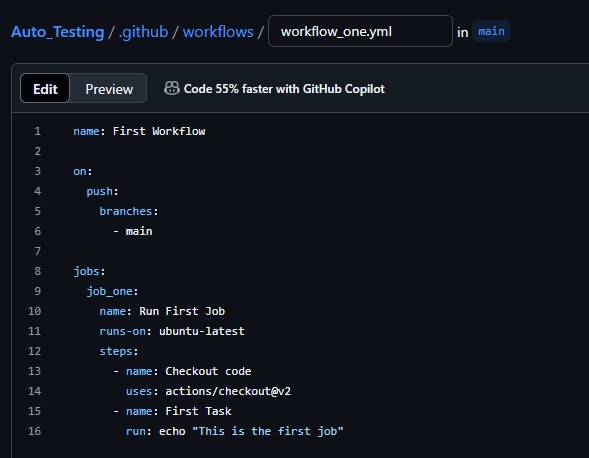 Auto_Testing / .github / workflows / workflow_one.yml in main
Edit Preview Code 55% faster with GitHub Copilot
1 name: First Workflow
2
3 on:
4   push:
5     branches:
6       - main
7
8 jobs:
9   job_one:
10     name: Run First Job
11     runs-on: ubuntu-latest
12     steps:
13       - name: Checkout code
14         uses: actions/checkout@v2
15       - name: First Task
16         run: echo "This is the first job"